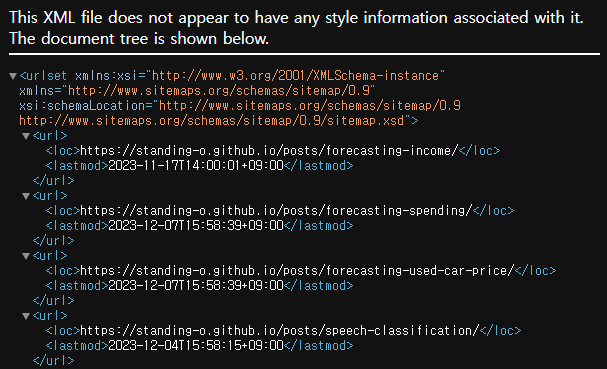 This XML file does not appear to have any style information associated with it.
The document tree is shown below.
▼<urlset xmlns:xsi="http://www.w3.org/2001/XMLSchema-instance"
xmlns="http://www.sitemaps.org/schemas/sitemap/0.9"
xsi:schemaLocation="http://www.sitemaps.org/schemas/sitemap/0.9
http://www.sitemaps.org/schemas/sitemap/0.9/sitemap.xsd">
▼<url>
<loc>https://standing-o.github.io/posts/forecasting-income/</loc>
<lastmod>2023-11-17T14:00:01+09:00</lastmod>
</url>
▼<url>
<loc>https://standing-o.github.io/posts/forecasting-spending/</loc>
<lastmod>2023-12-07T15:58:39+09:00</lastmod>
</url>
▼<url>
<loc>https://standing-o.github.io/posts/forecasting-used-car-price/</loc>
<lastmod>2023-12-07T15:58:39+09:00</lastmod>
</url>
▼<url>
<loc>https://standing-o.github.io/posts/speech-classification/</loc>
<lastmod>2023-12-04T15:58:15+09:00</lastmod>
</url>